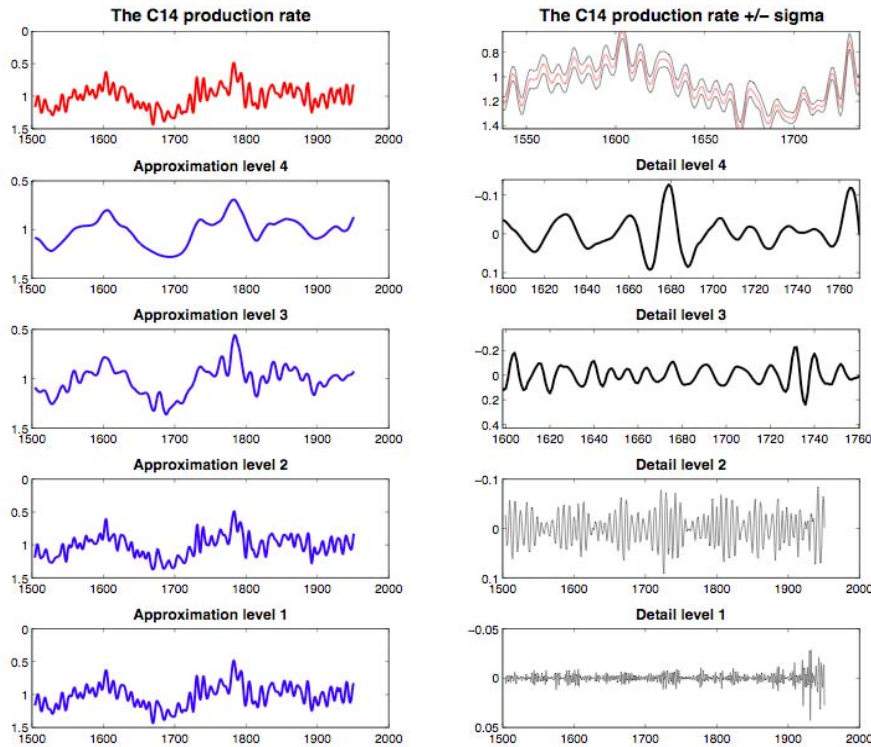 The C14 production rate
0
0.5
1
1.5
1500 1600 1700 1800 1900 2000
The C14 production rate +/− sigma
0.8
1
1.2
1.4
1550 1600 1650 1700
Approximation level 4
0.5
1
1.5
1500 1600 1700 1800 1900 2000
Detail level 4
−0.1
0
0.1
1600 1620 1640 1660 1680 1700 1720 1740 1760
Approximation level 3
0.5
1
1.5
1500 1600 1700 1800 1900 2000
Detail level 3
−0.2
0
0.2
0.4
1600 1620 1640 1660 1680 1700 1720 1740 1760
Approximation level 2
0
0.5
1
1.5
1500 1600 1700 1800 1900 2000
Detail level 2
−0.1
0
0.1
1500 1600 1700 1800 1900 2000
Approximation level 1
0
0.5
1
1.5
1500 1600 1700 1800 1900 2000
Detail level 1
−0.05
0
0.05
1500 1600 1700 1800 1900 2000